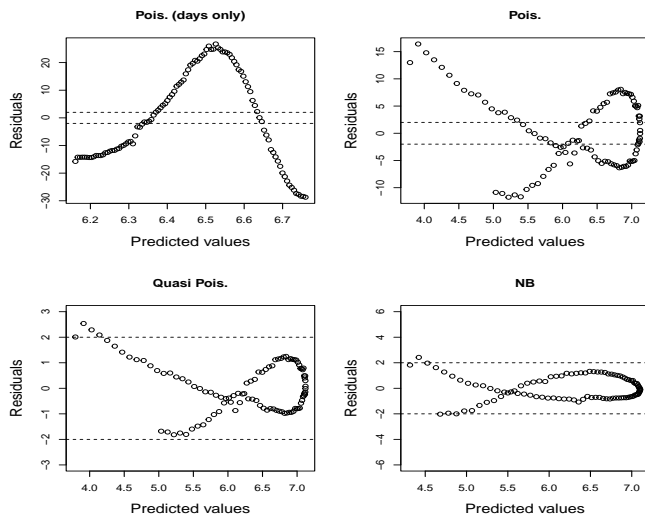 Pois. (days only)
Residuals
20
10
0
-10
-20
-30
6.2 6.3 6.4 6.5 6.6 6.7
Predicted values
Pois.
Residuals
15
10
5
0
-5
-10
4.0 4.5 5.0 5.5 6.0 6.5 7.0
Predicted values
Quasi Pois.
Residuals
3
2
1
0
-1
-2
-3
4.0 4.5 5.0 5.5 6.0 6.5 7.0
Predicted values
NB
Residuals
6
4
2
0
-2
-4
-6
4.5 5.0 5.5 6.0 6.5 7.0
Predicted values